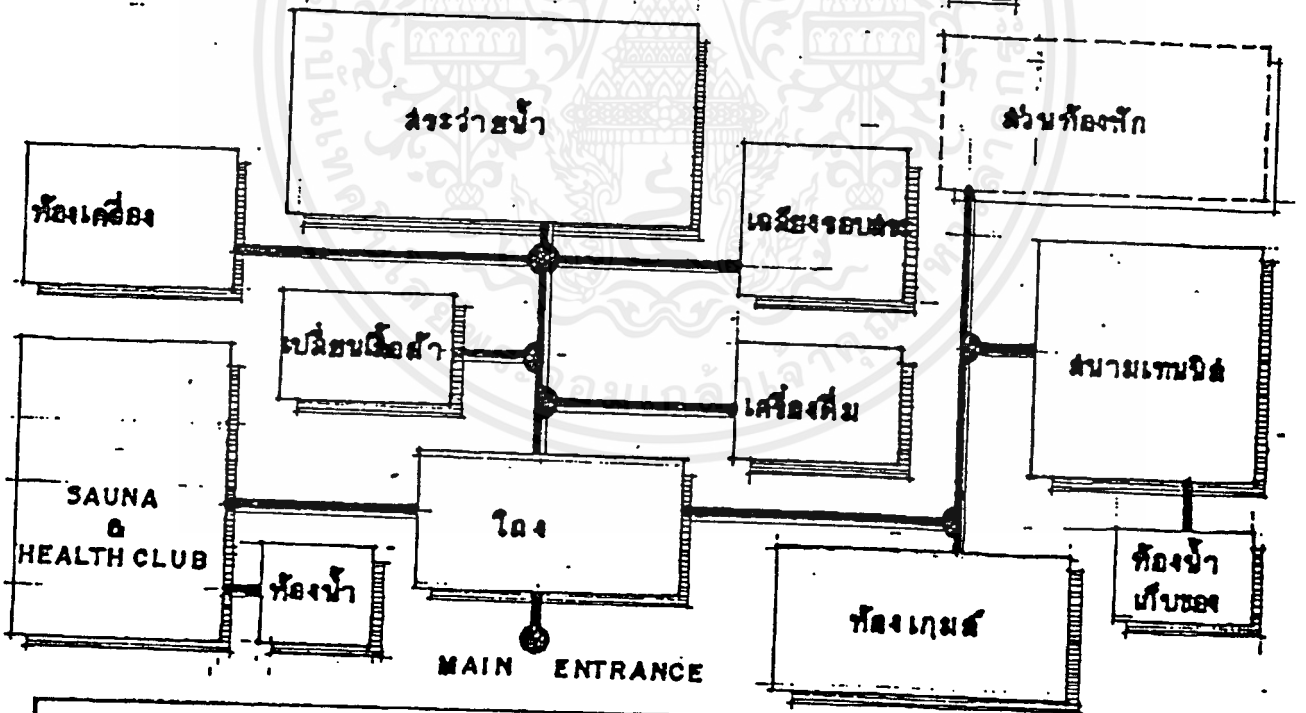 สระว่ายน้ำ
ส่วนห้องพัก
ห้องเครื่อง
เฉลียงรอบสระ
เปลี่ยนเสื้อผ้า
เครื่องดื่ม
สนามเทนนิส
SAUNA
&
HEALTH CLUB
โถง
ห้องน้ำ
ห้องน้ำ
เก็บของ
ห้องเกมส์
MAIN ENTRANCE